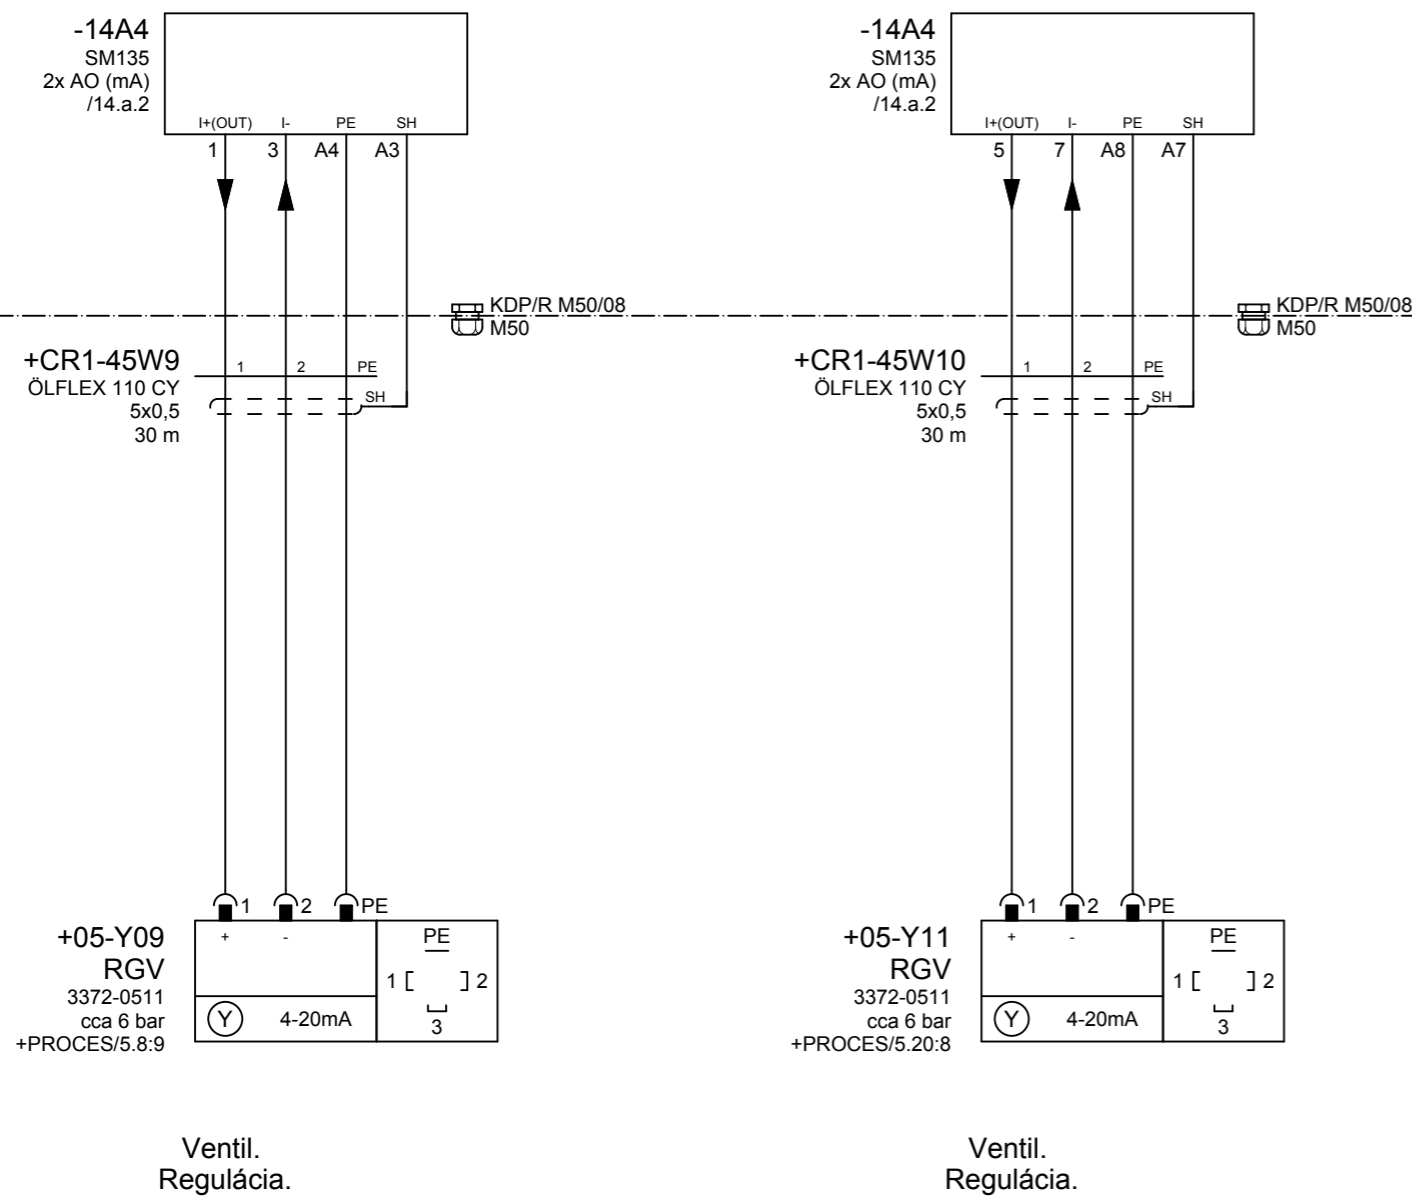 -14A4
SM135
2x AO (mA)
/14.a.2
I+(OUT) I- PE SH
1 3 A4 A3
KDP/R M50/08
M50
+CR1-45W9
ÖLFLEX 110 CY
5x0,5
30 m
1 2 PE
SH
1 2 PE
+05-Y09
RGV
3372-0511
cca 6 bar
+PROCES/5.8:9
+ -
Y 4-20mA
PE
1 2
3
Ventil.
Regulácia.
-14A4
SM135
2x AO (mA)
/14.a.2
I+(OUT) I- PE SH
5 7 A8 A7
KDP/R M50/08
M50
+CR1-45W10
ÖLFLEX 110 CY
5x0,5
30 m
1 2 PE
SH
1 2 PE
+05-Y11
RGV
3372-0511
cca 6 bar
+PROCES/5.20:8
+ -
Y 4-20mA
PE
1 2
3
Ventil.
Regulácia.